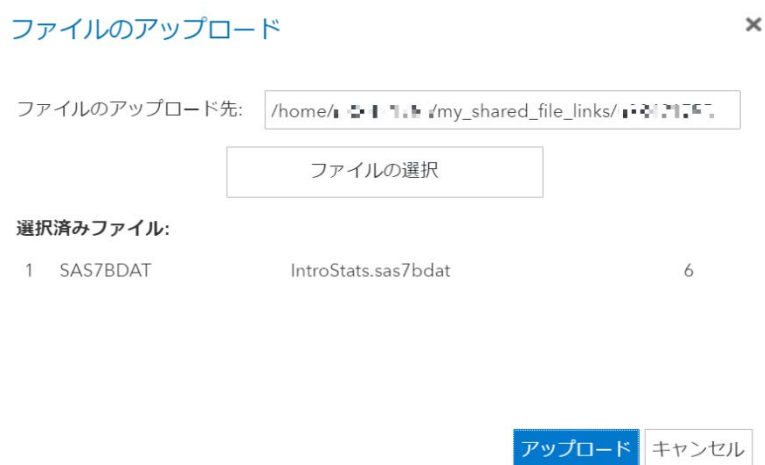 ファイルのアップロード
ファイルのアップロード先: /home/ /my_shared_file_links/
ファイルの選択
選択済みファイル:
1 SAS7BDAT IntroStats.sas7bdat 6
アップロード キャンセル